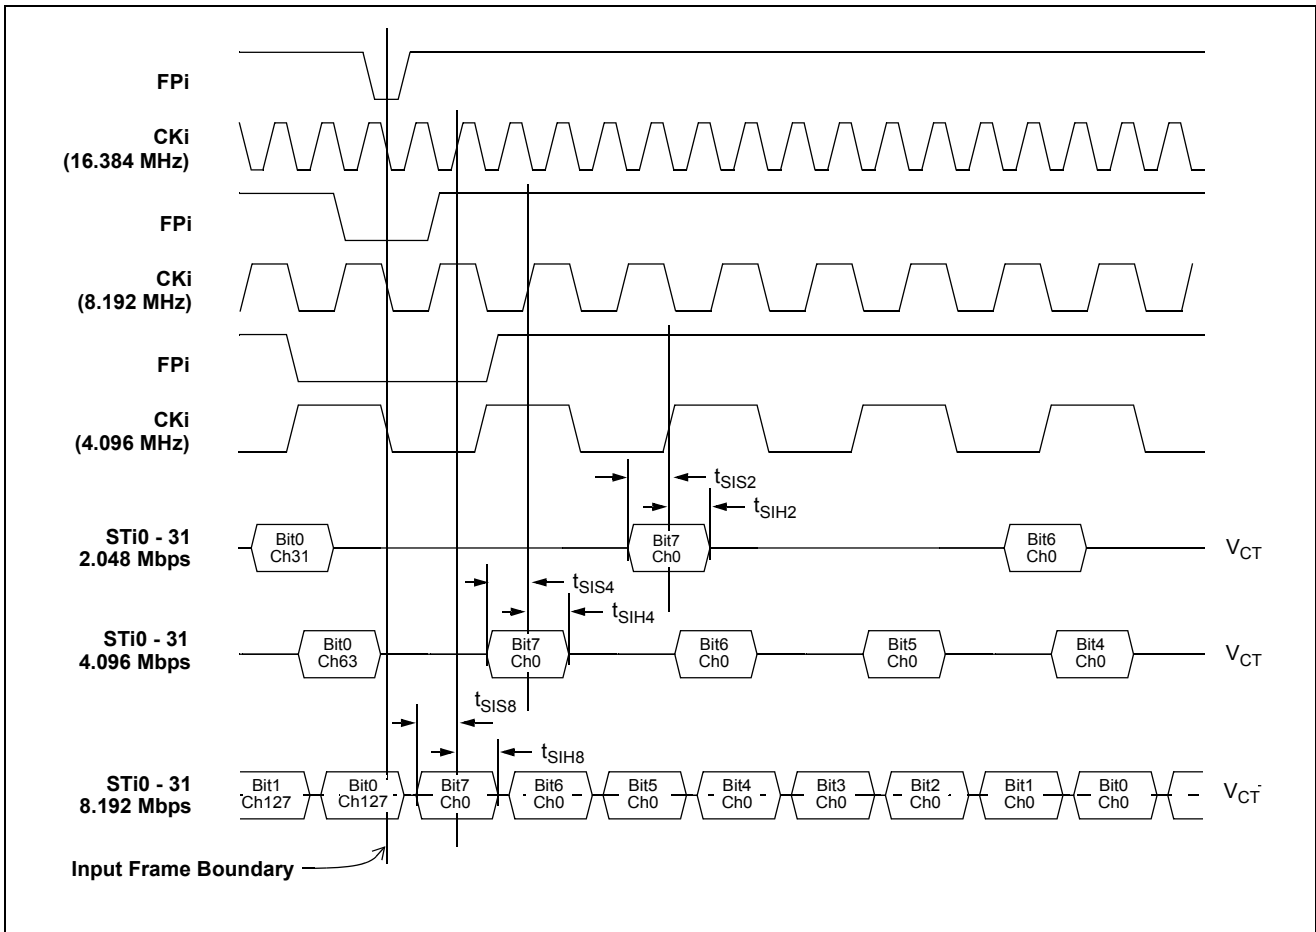 FPi
CKi
(16.384 MHz)
FPi
CKi
(8.192 MHz)
FPi
CKi
(4.096 MHz)
tSIS2
tSIH2
STi0 - 31
2.048 Mbps
Bit0
Ch31
Bit7
Ch0
Bit6
Ch0
VCT
tSIS4
tSIH4
STi0 - 31
4.096 Mbps
Bit0
Ch63
Bit7
Ch0
Bit6
Ch0
Bit5
Ch0
Bit4
Ch0
VCT
tSIS8
tSIH8
STi0 - 31
8.192 Mbps
Bit1
Ch127
Bit0
Ch127
Bit7
Ch0
Bit6
Ch0
Bit5
Ch0
Bit4
Ch0
Bit3
Ch0
Bit2
Ch0
Bit1
Ch0
Bit0
Ch0
VCT
Input Frame Boundary